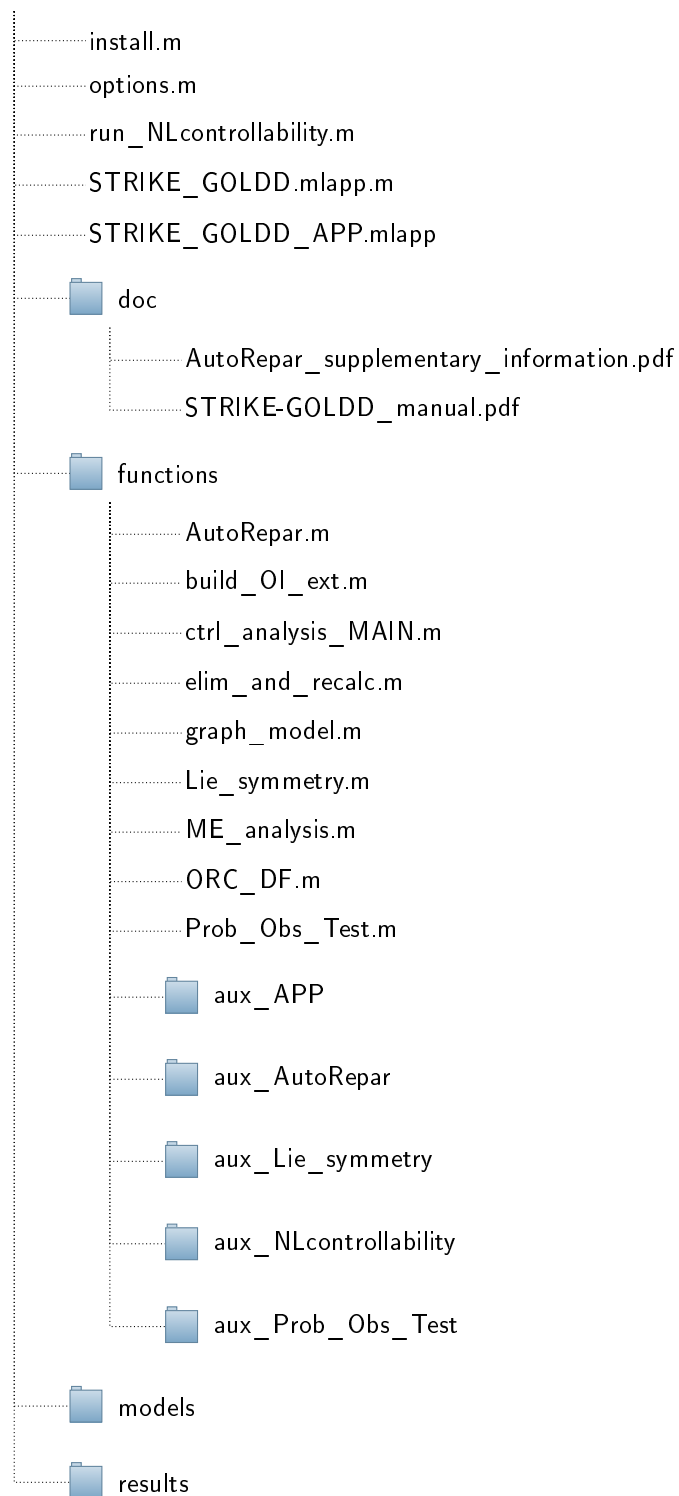 install.m
options.m
run_NLcontrollability.m
STRIKE_GOLDD.mlapp.m
STRIKE_GOLDD_APP.mlapp
doc
AutoRepar_supplementary_information.pdf
STRIKE-GOLDD_manual.pdf
functions
AutoRepar.m
build_OI_ext.m
ctrl_analysis_MAIN.m
elim_and_recalc.m
graph_model.m
Lie_symmetry.m
ME_analysis.m
ORC_DF.m
Prob_Obs_Test.m
aux_APP
aux_AutoRepar
aux_Lie_symmetry
aux_NLcontrollability
aux_Prob_Obs_Test
models
results